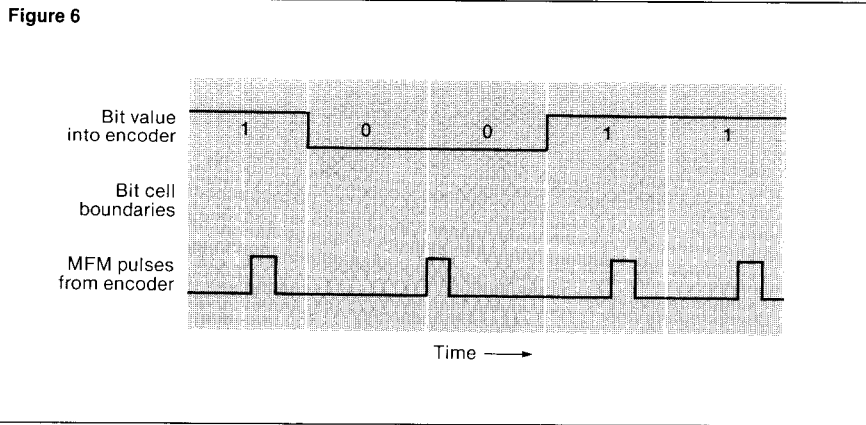 Figure 6
Bit value
into encoder
1 0 0 1 1
Bit cell
boundaries
MFM pulses
from encoder
Time